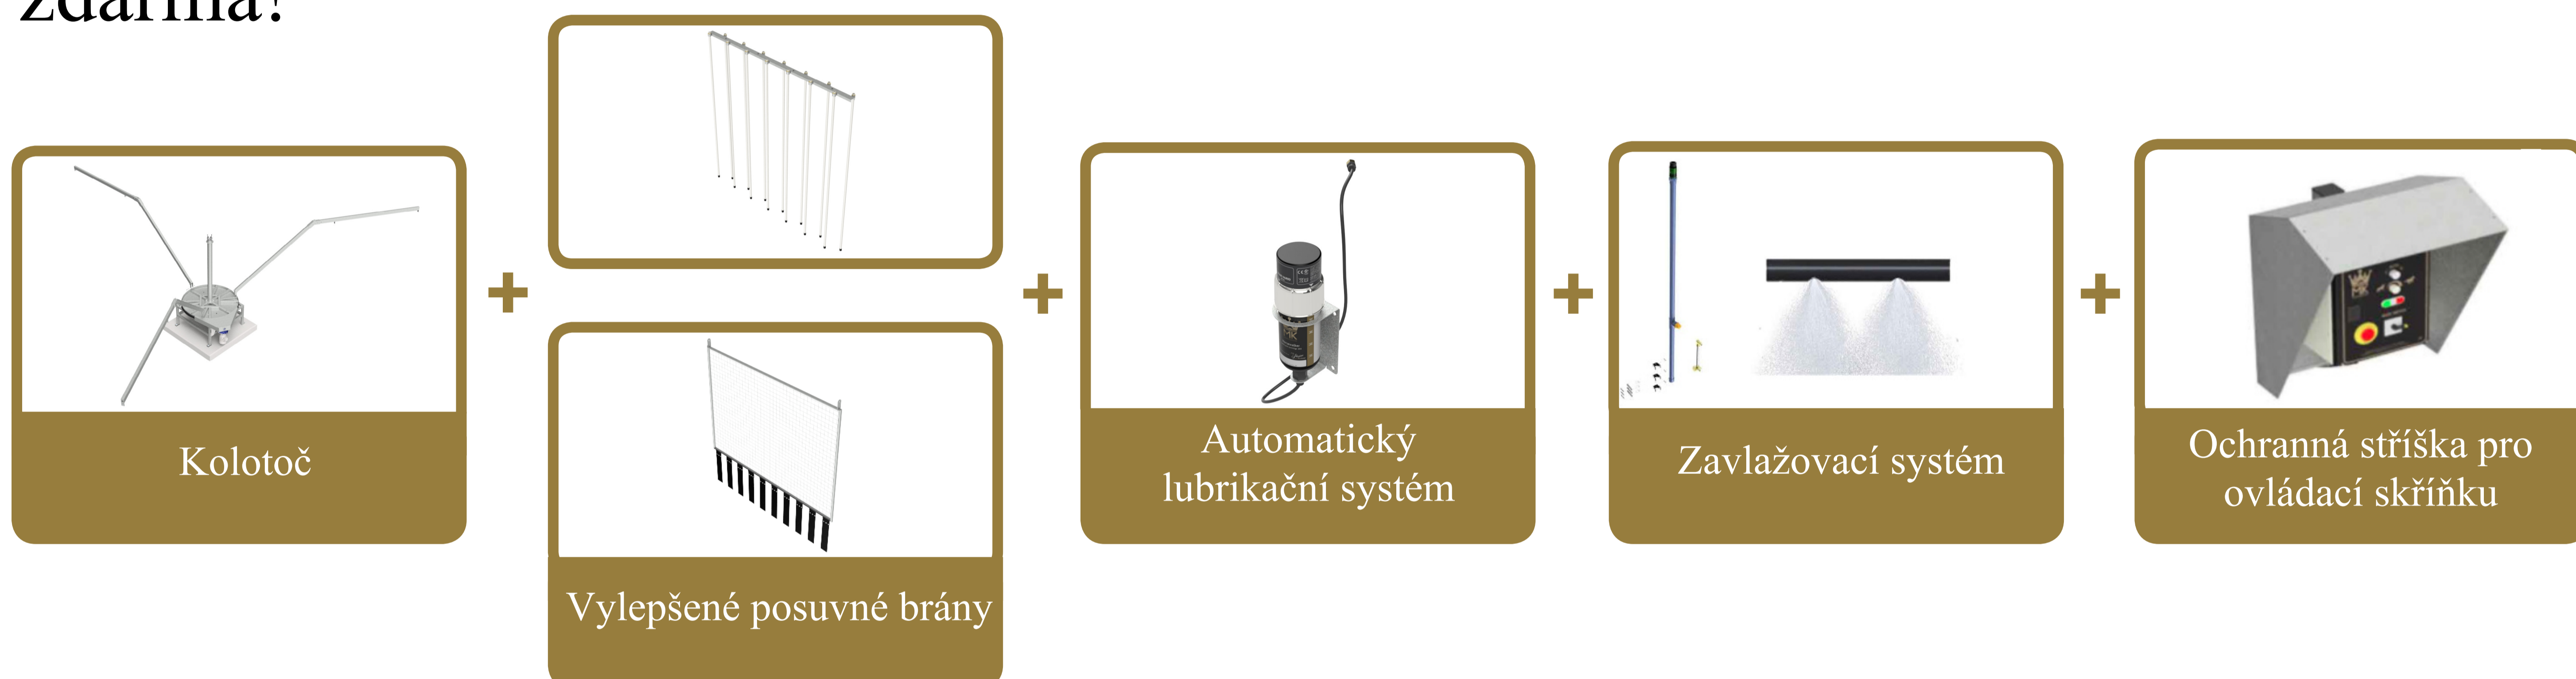 zdarma!
Kolotoč
Vylepšené posuvné brány
Automatický
lubrikační systém
Zavlažovací systém
Ochranná stříška pro
ovládací skříňku